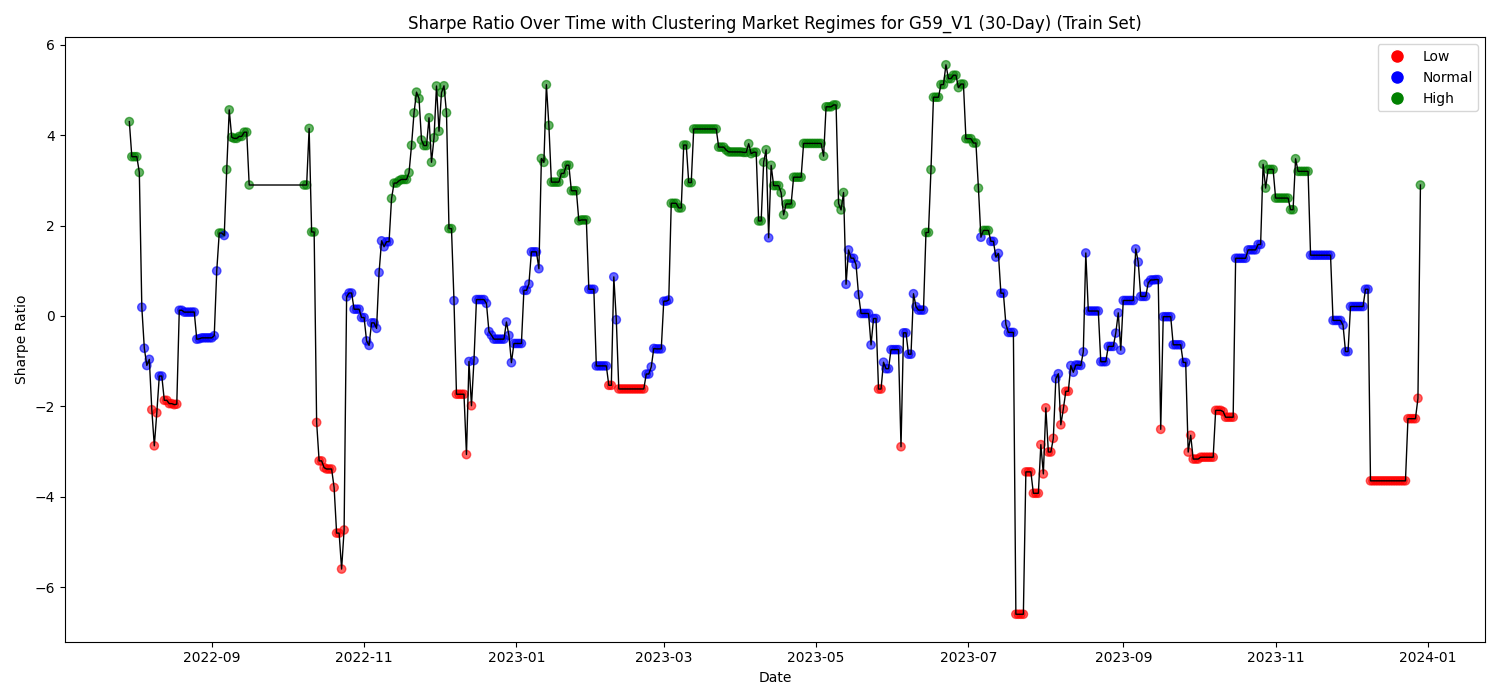 Sharpe Ratio Over Time with Clustering Market Regimes for G59_V1 (30-Day) (Train Set)
Low
Normal
High
Sharpe Ratio
6
4
2
0
−2
−4
−6
2022-09
2022-11
2023-01
2023-03
2023-05
2023-07
2023-09
2023-11
2024-01
Date